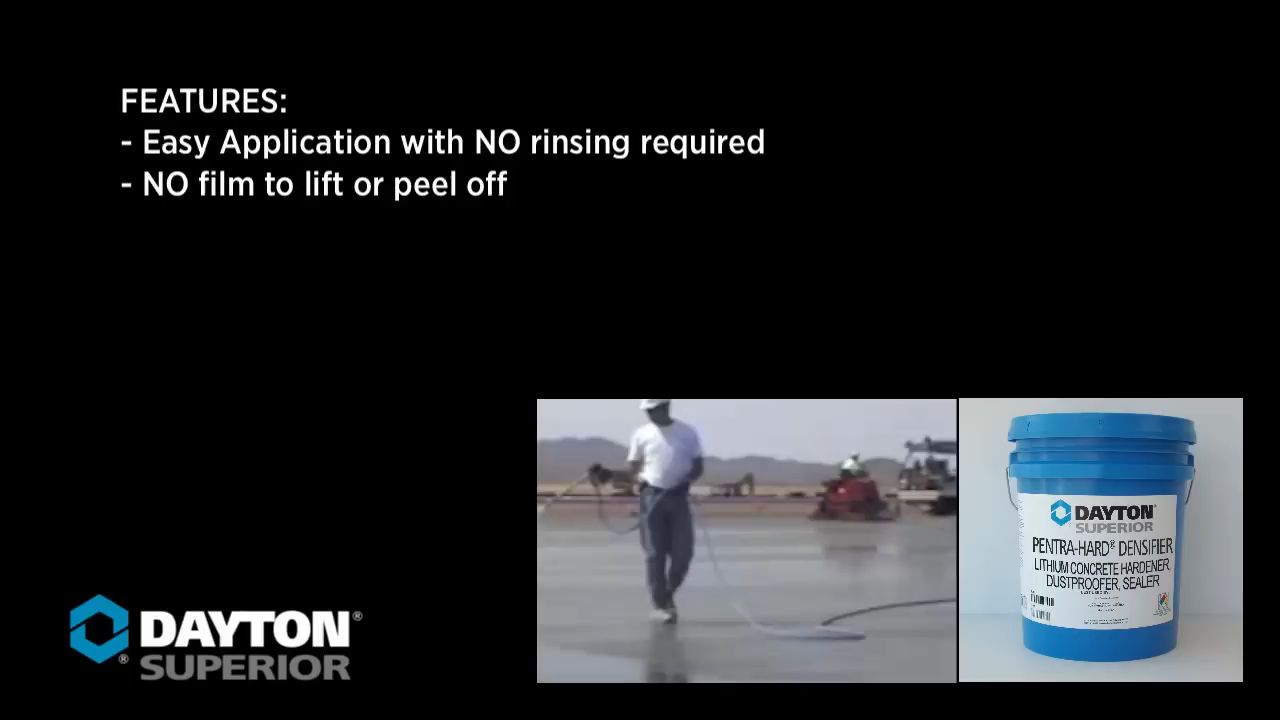 FEATURES:
- Easy Application with NO rinsing required
- NO film to lift or peel off
DAYTON®
SUPERIOR
®
DAYTON
SUPERIOR
PENTRA-HARD® DENSIFIER
LITHIUM CONCRETE HARDENER,
DUSTPROOFER, SEALER